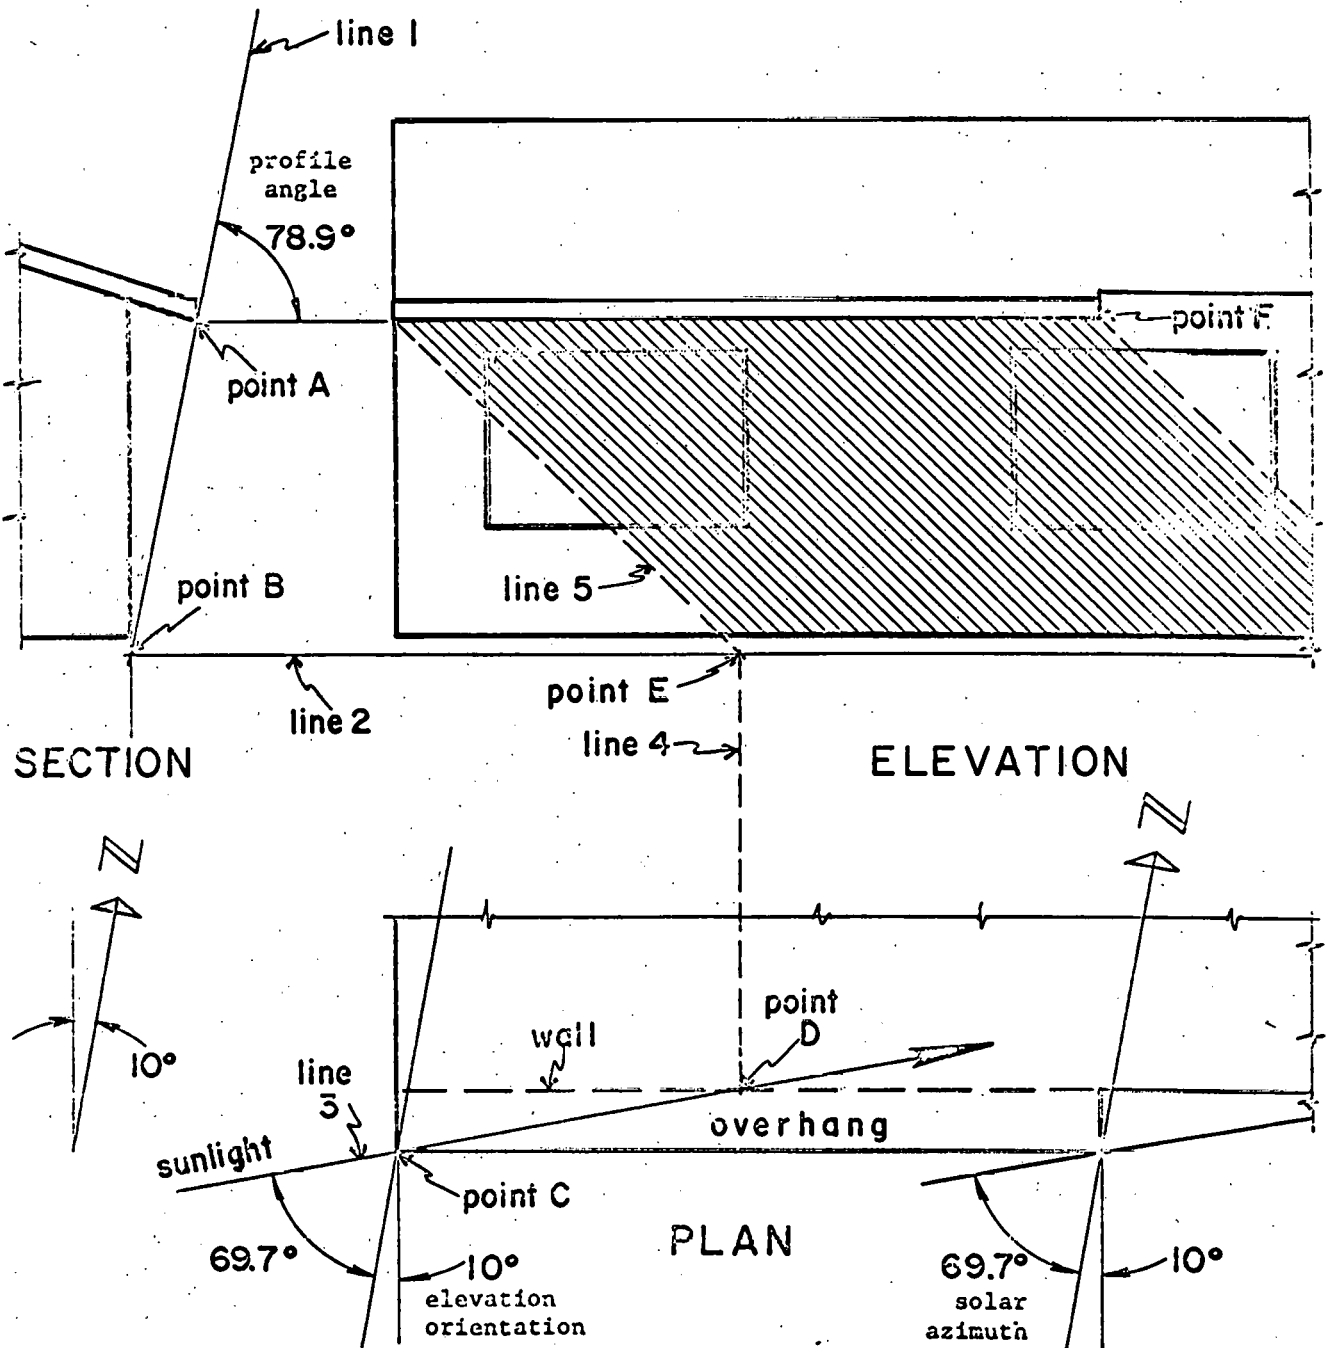 line 1
profile
angle
78.9°
point F
point A
point B
line 5
point E
line 2
line 4
SECTION
ELEVATION
N
N
10°
point
D
wall
line
3
overhang
sunlight
point C
PLAN
69.7°
10°
elevation
orientation
69.7°
solar
azimuth
10°